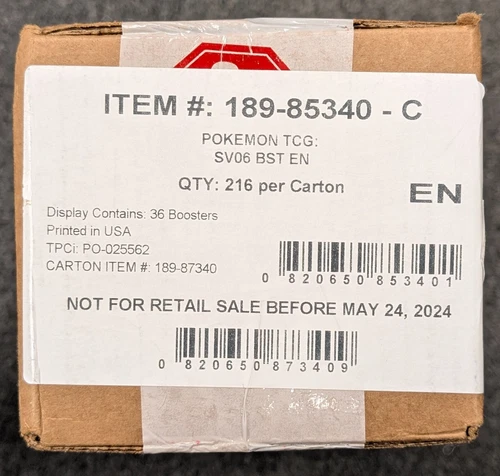 ITEM #: 189-85340 - C
POKEMON TCG:
SV06 BST EN
QTY: 216 per Carton
EN
Display Contains: 36 Boosters
Printed in USA
TPCi: PO-025562
CARTON ITEM #: 189-87340
0 820650 853401
NOT FOR RETAIL SALE BEFORE MAY 24, 2024
0 820650 873409